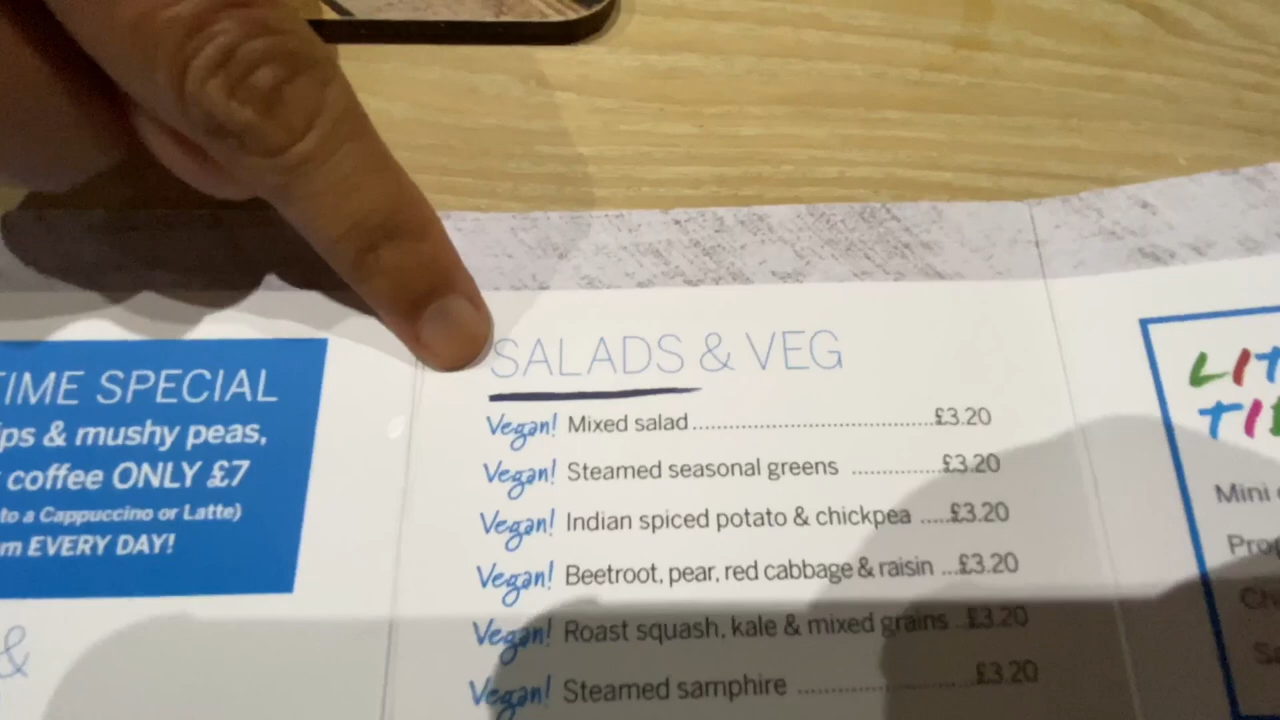 TIME SPECIAL
& mushy peas,
coffee ONLY £7
to a Cappuccino or Latte)
EVERY DAY!
&
SALADS & VEG
Vegan! Mixed salad ........................................ £3.20
Vegan! Steamed seasonal greens .............. £3.20
Vegan! Indian spiced potato & chickpea ..... £3.20
Vegan! Beetroot, pear, red cabbage & raisin ... £3.20
Vegan! Roast squash, kale & mixed grains .. £3.20
Vegan! Steamed samphire .......................... £3.20
Mini